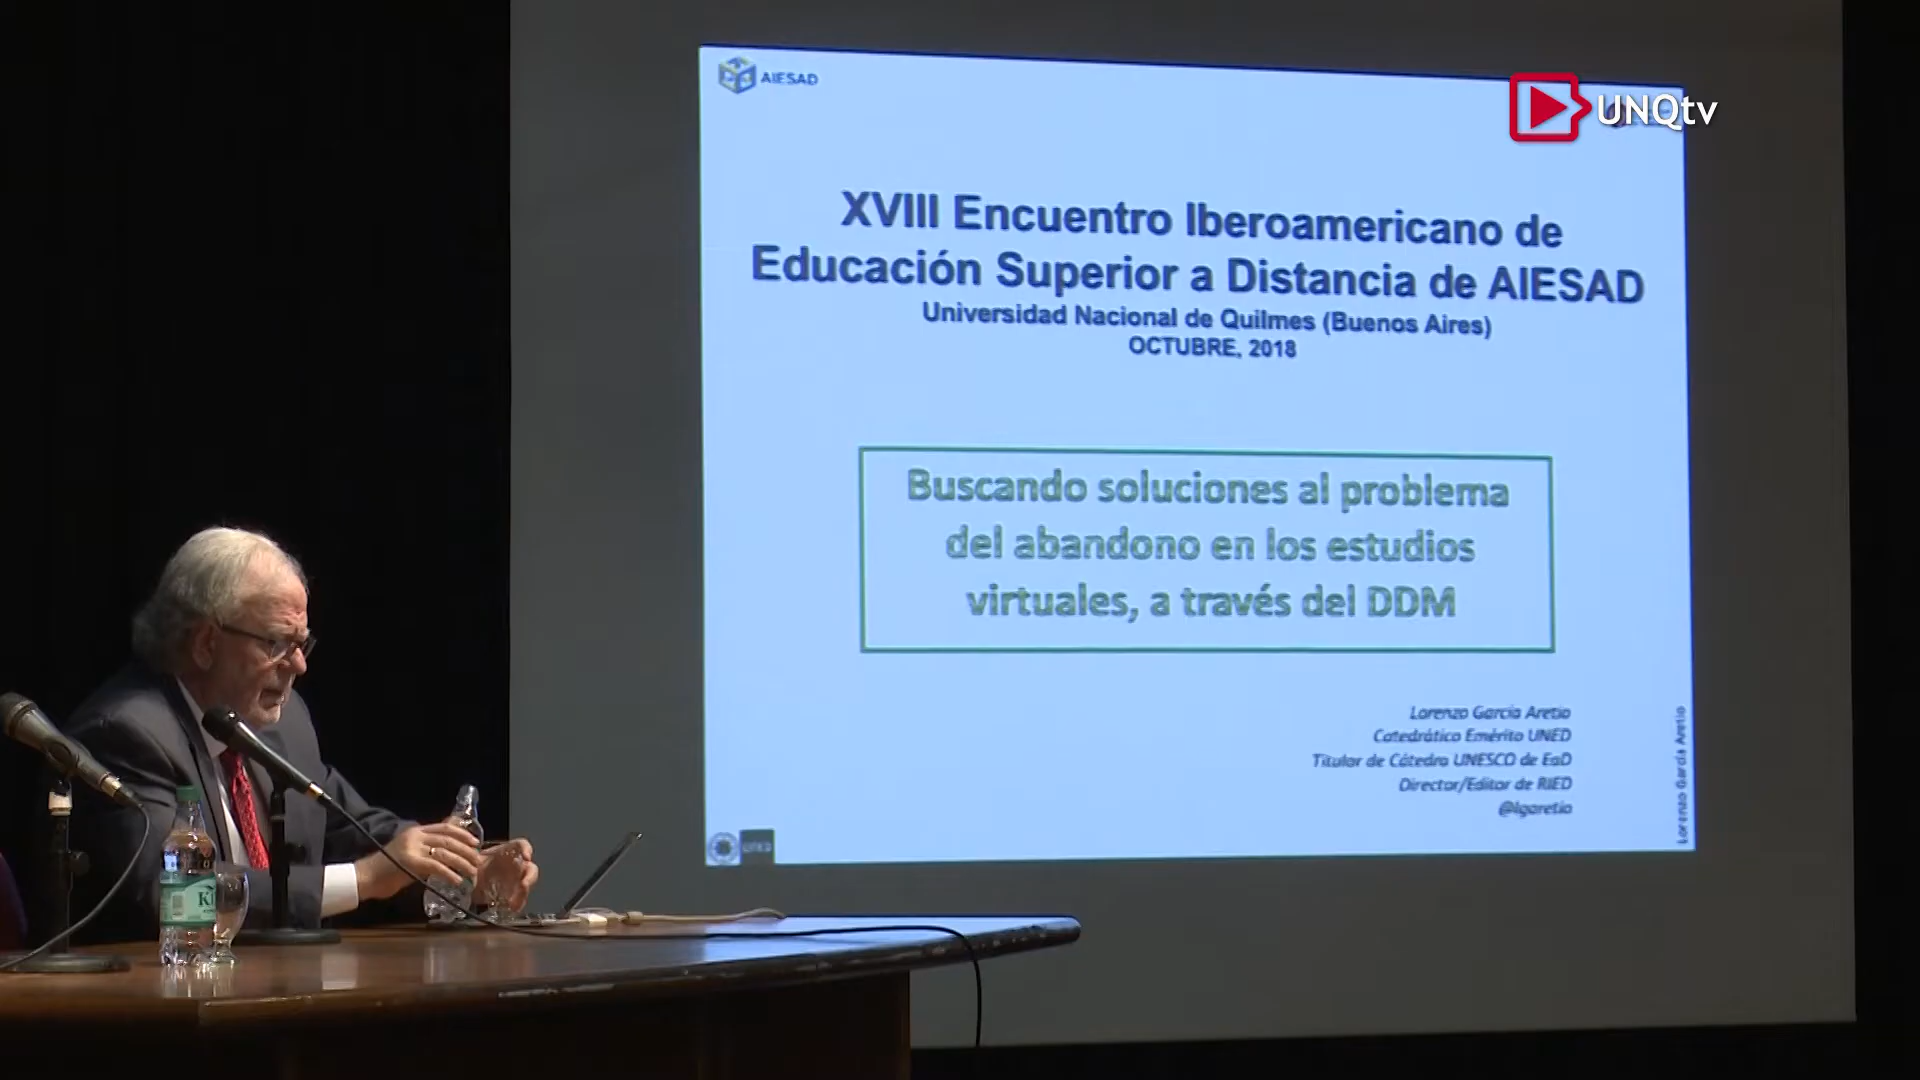 AIESAD
UNQtv
XVIII Encuentro Iberoamericano de
Educación Superior a Distancia de AIESAD
Universidad Nacional de Quilmes (Buenos Aires)
OCTUBRE, 2018
Buscando soluciones al problema
del abandono en los estudios
virtuales, a través del DDM
Lorenzo García Aretio
Catedrático Emérito UNED
Titular de Cátedra UNESCO de EaD
Director/Editor de RIED
@lgaretio
Lorenzo García Aretio
UNED